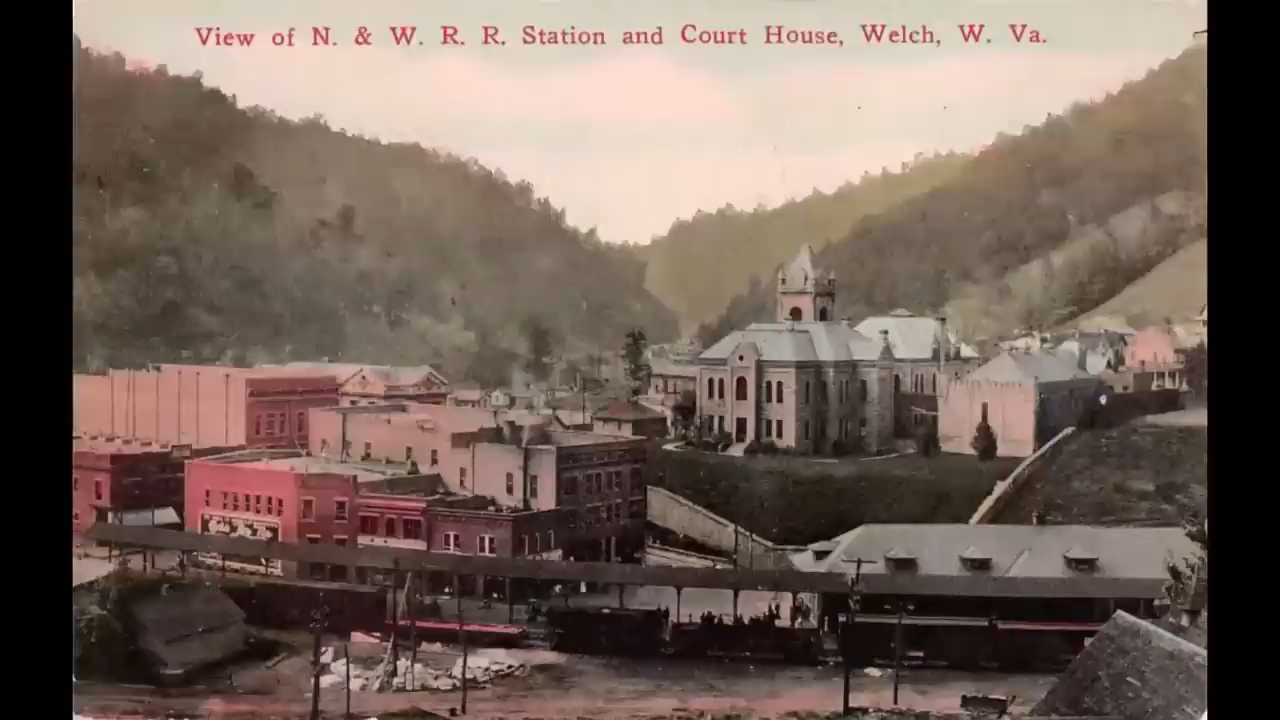 View of N. & W. R. R. Station and Court House, Welch, W. Va.